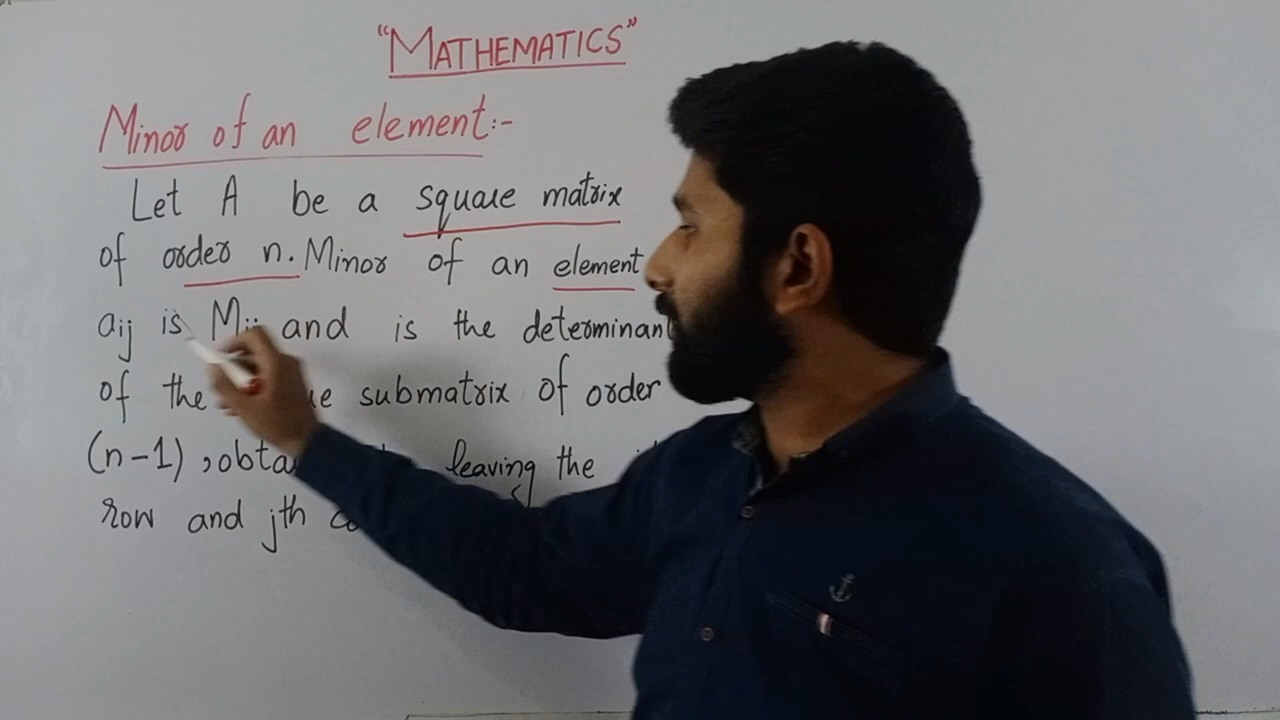 "MATHEMATICS"
Minor of an element:-
Let A be a square matrix
of order n. Minor of an element
aij is Mij and is the determinant
of the submatrix of order
(n-1), leaving the
row and jth